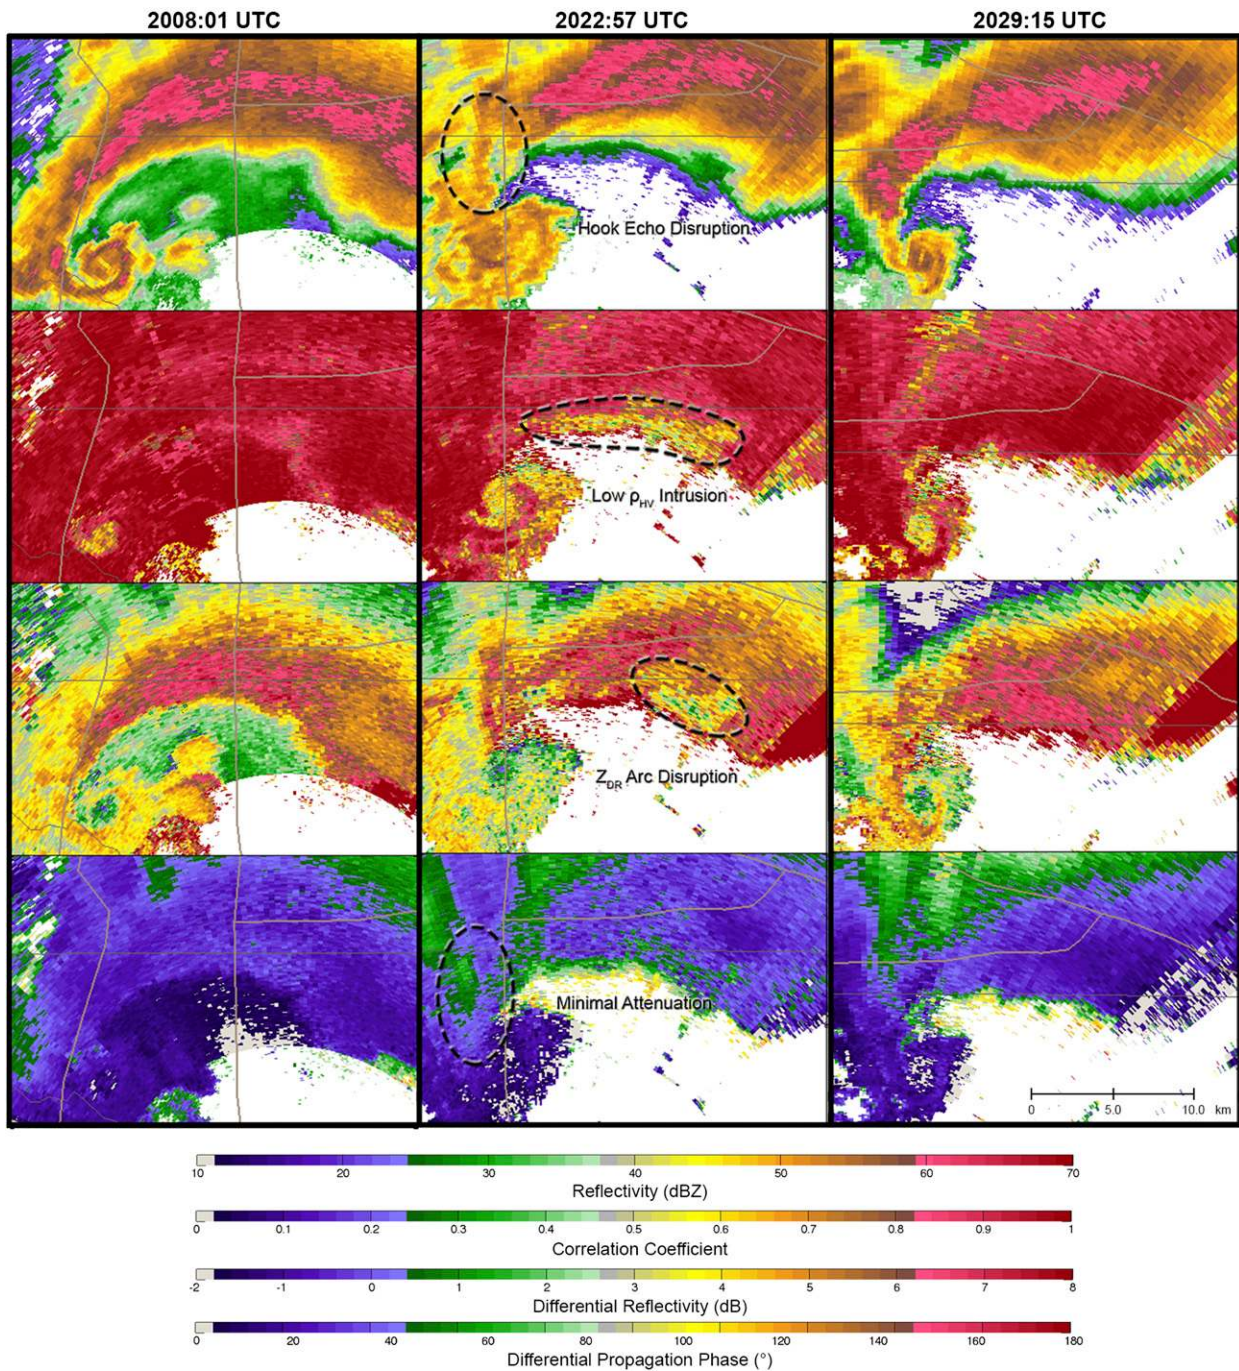 2008:01 UTC 2022:57 UTC 2029:15 UTC
Hook Echo Disruption
Low ρHV Intrusion
ZDR Arc Disruption
Minimal Attenuation
0 5.0 10.0 km
10 20 30 40 50 60 70
Reflectivity (dBZ)
0 0.1 0.2 0.3 0.4 0.5 0.6 0.7 0.8 0.9 1
Correlation Coefficient
-2 -1 0 1 2 3 4 5 6 7 8
Differential Reflectivity (dB)
0 20 40 60 80 100 120 140 160 180
Differential Propagation Phase (°)